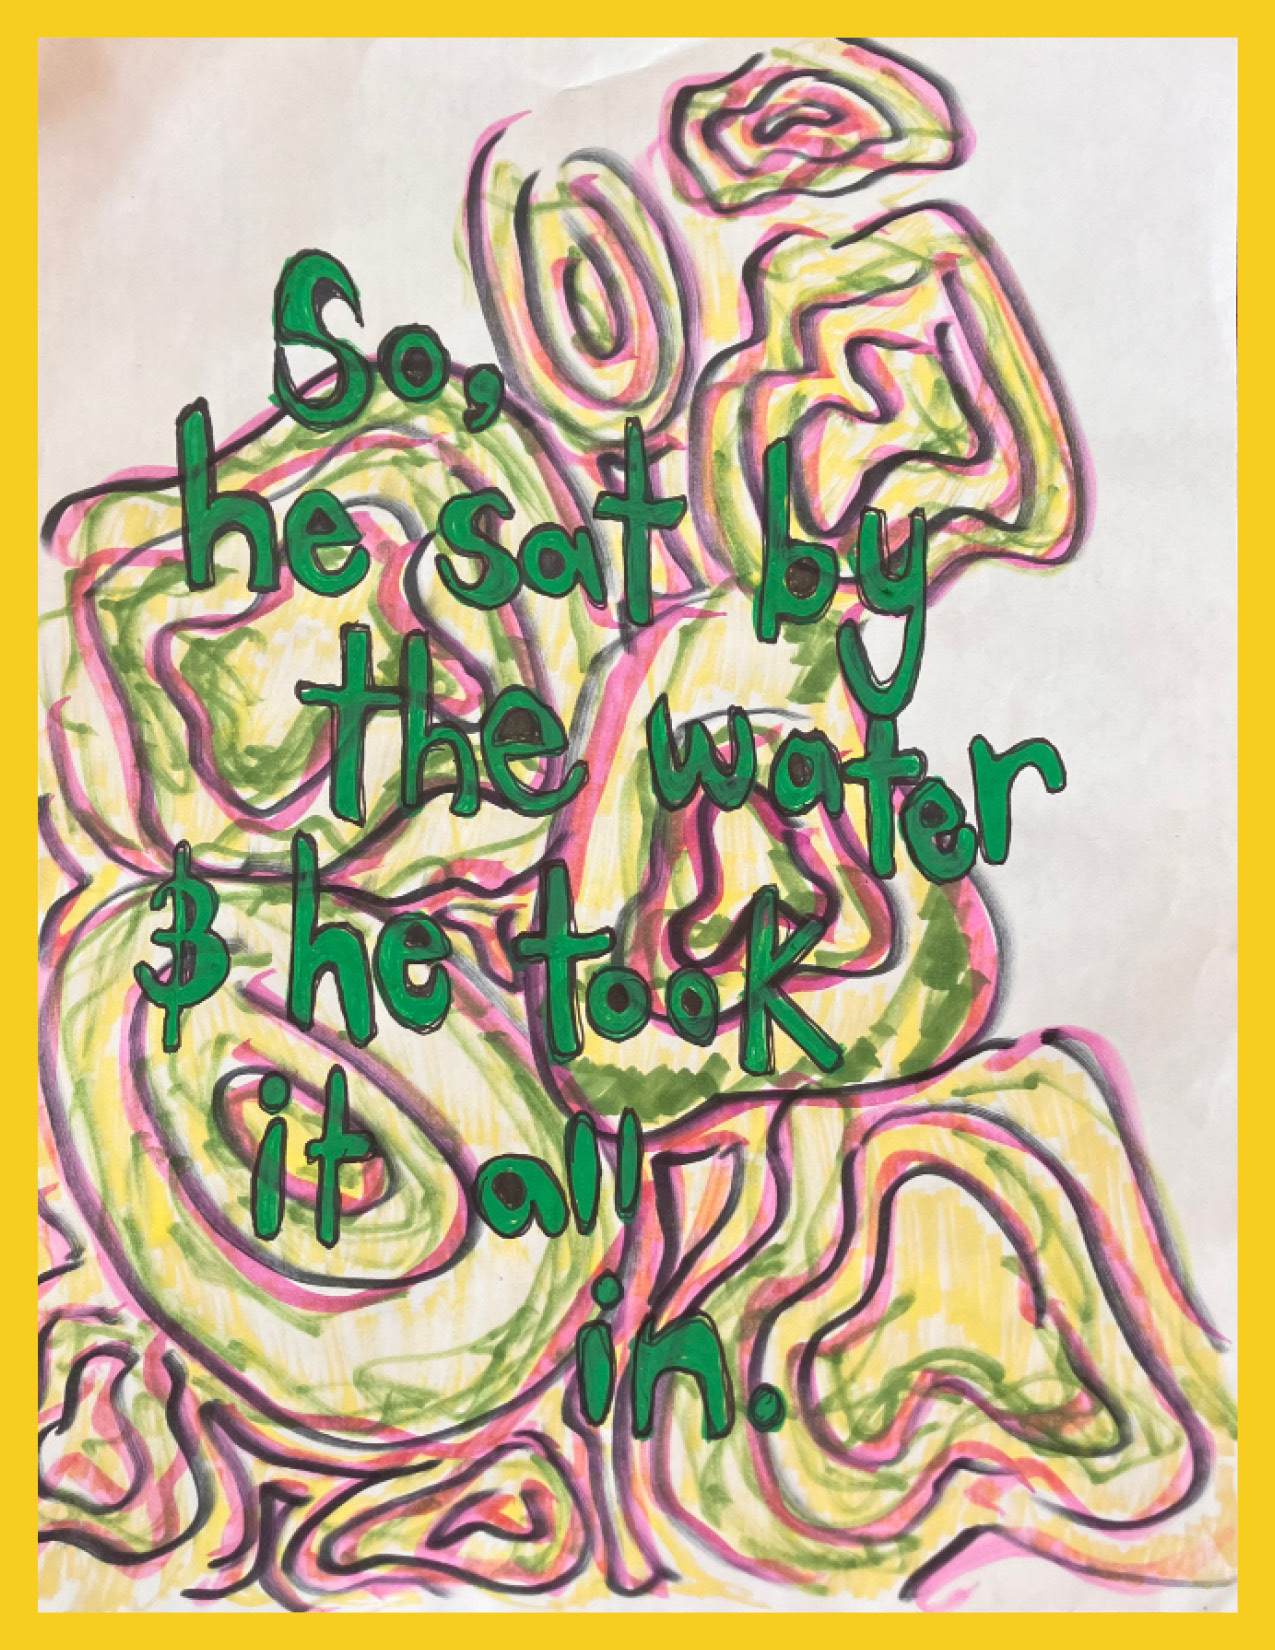 So,
he sat by
the water
& he took
it all
in.